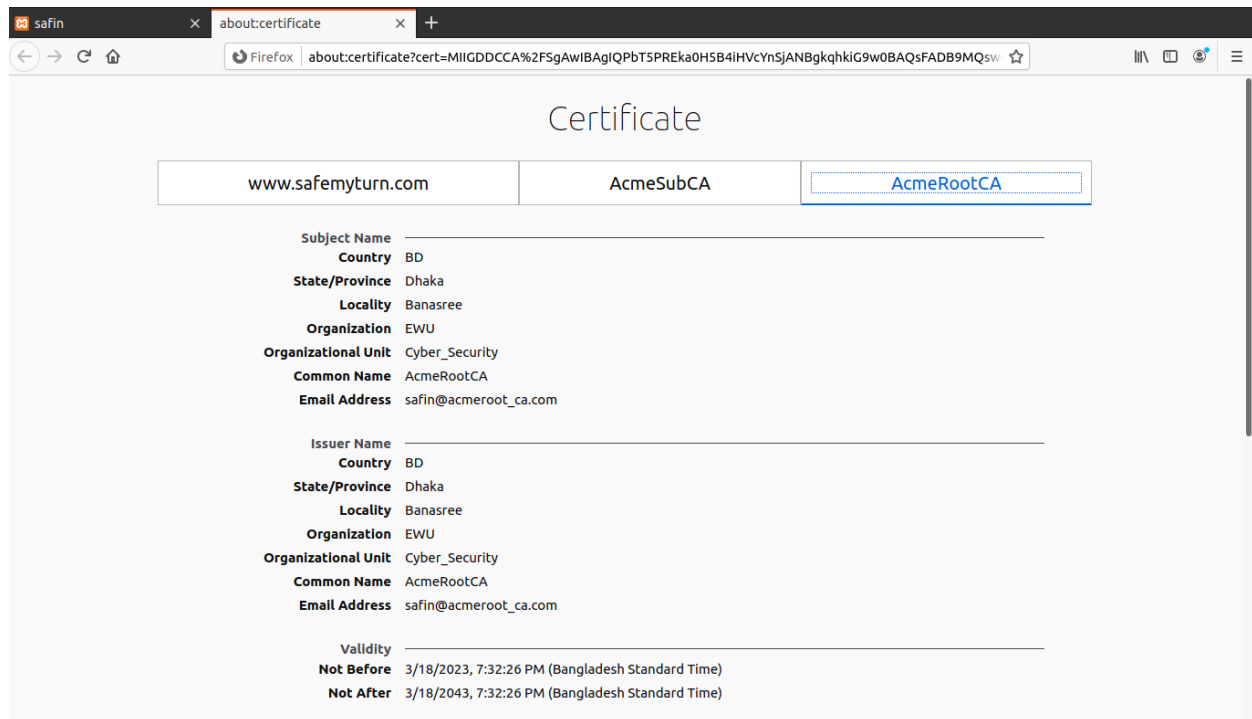 safin
about:certificate
Firefox about:certificate?cert=MIIGDDCCA%2FSgAwIBAgIQPbT5PREka0H5B4iHVcYnSjANBgkqhkiG9w0BAQsFADB9MQsw
Certificate
www.safemyturn.com AcmeSubCA AcmeRootCA
Subject Name
Country BD
State/Province Dhaka
Locality Banasree
Organization EWU
Organizational Unit Cyber_Security
Common Name AcmeRootCA
Email Address safin@acmeroot_ca.com
Issuer Name
Country BD
State/Province Dhaka
Locality Banasree
Organization EWU
Organizational Unit Cyber_Security
Common Name AcmeRootCA
Email Address safin@acmeroot_ca.com
Validity
Not Before 3/18/2023, 7:32:26 PM (Bangladesh Standard Time)
Not After 3/18/2043, 7:32:26 PM (Bangladesh Standard Time)